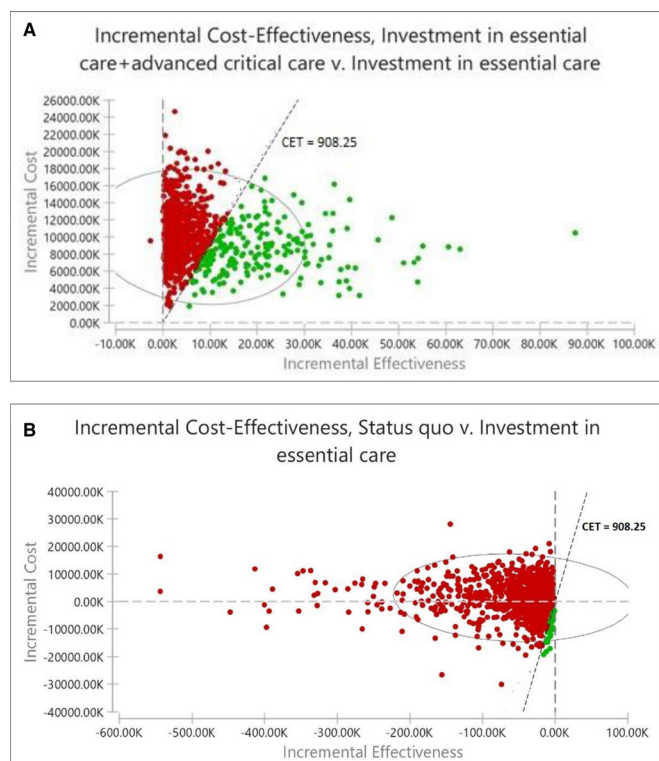 A
Incremental Cost-Effectiveness, Investment in essential
care+advanced critical care v. Investment in essential care
26000.00K
24000.00K
22000.00K
20000.00K
18000.00K
16000.00K
14000.00K
12000.00K
10000.00K
8000.00K
6000.00K
4000.00K
2000.00K
0.00K
Incremental Cost
CET = 908.25
-10.00K 0.00K 10.00K 20.00K 30.00K 40.00K 50.00K 60.00K 70.00K 80.00K 90.00K 100.00K
Incremental Effectiveness
B
Incremental Cost-Effectiveness, Status quo v. Investment in
essential care
40000.00K
30000.00K
20000.00K
10000.00K
0.00K
-10000.00K
-20000.00K
-30000.00K
-40000.00K
Incremental Cost
CET = 908.25
-600.00K -500.00K -400.00K -300.00K -200.00K -100.00K 0.00K 100.00K
Incremental Effectiveness